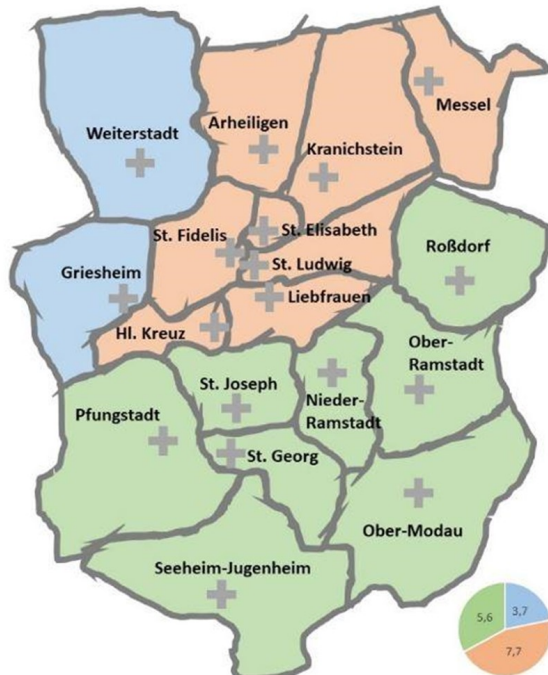 Messel
Arheiligen
Weiterstadt
Kranichstein
St. Elisabeth
St. Fidelis
Roßdorf
St. Ludwig
Griesheim
Liebfrauen
Hl. Kreuz
Ober-
Ramstadt
St. Joseph
Nieder-
Ramstadt
Pfungstadt
St. Georg
Ober-Modau
Seeheim-Jugenheim
5,6
3,7
7,7